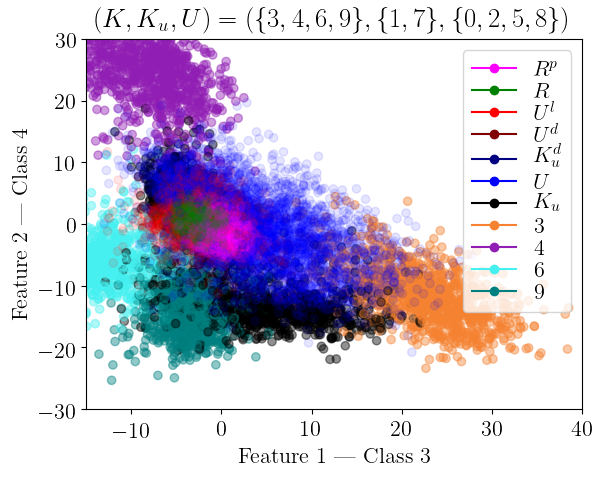 (K, K_u, U) = ({3, 4, 6, 9}, {1, 7}, {0, 2, 5, 8})
30
20
10
0
−10
−20
−30
Feature 2 — Class 4
R^p
R
U^l
U^d
K_u^d
U
K_u
3
4
6
9
−10
0
10
20
30
40
Feature 1 — Class 3